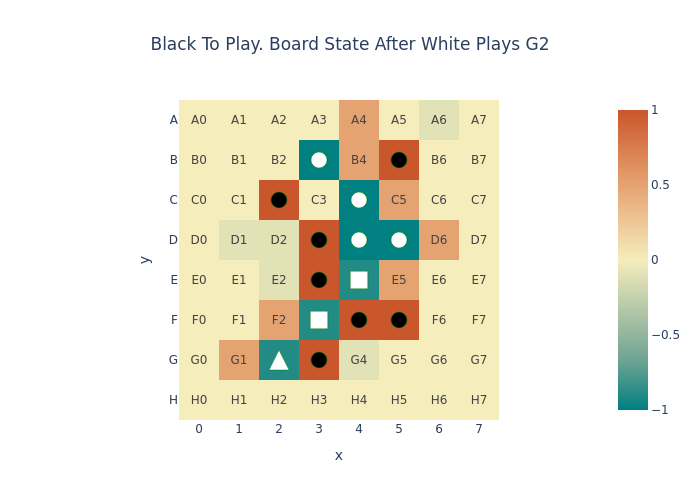 Black To Play. Board State After White Plays G2
A A0 A1 A2 A3 A4 A5 A6 A7
B B0 B1 B2 B4 B6 B7
C C0 C1 C3 C5 C6 C7
D D0 D1 D2 D6 D7
E E0 E1 E2 E5 E6 E7
F F0 F1 F2 F6 F7
G G0 G1 G4 G5 G6 G7
H H0 H1 H2 H3 H4 H5 H6 H7
0 1 2 3 4 5 6 7
x
y
1
0.5
0
−0.5
−1